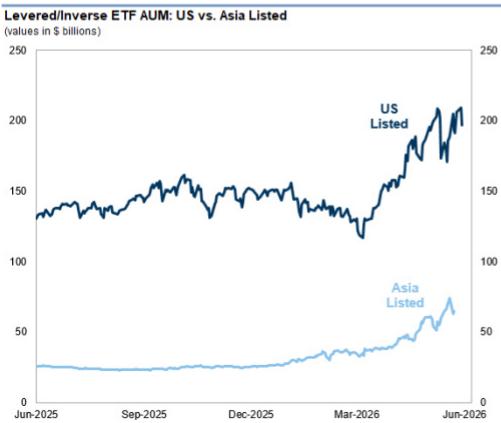 Levered/Inverse ETF AUM: US vs. Asia Listed
(values in $ billions)
250 250
200 200
US
Listed
150 150
100 100
Asia
Listed
50 50
0 0
Jun-2025 Sep-2025 Dec-2025 Mar-2026 Jun-2026